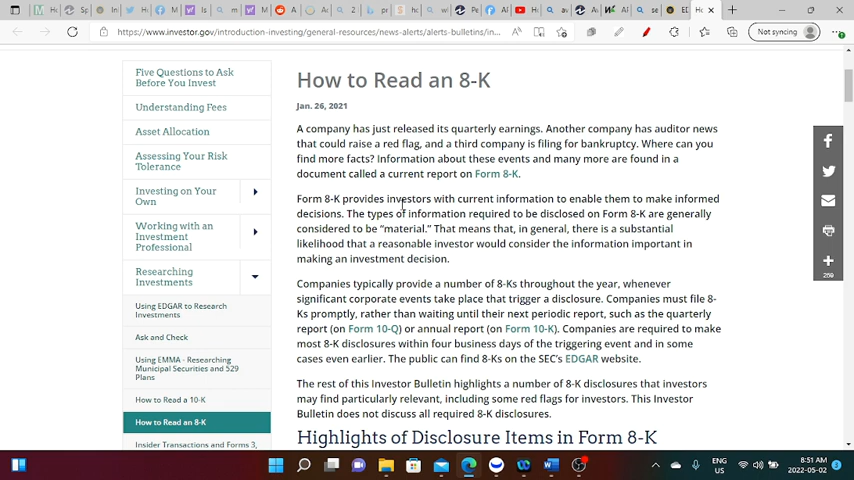 https://www.investor.gov/introduction-investing/general-resources/news-alerts/alerts-bulletins/in...
Not syncing
Five Questions to Ask
Before You Invest
Understanding Fees
Asset Allocation
Assessing Your Risk
Tolerance
Investing on Your
Own
Working with an
Investment
Professional
Researching
Investments
Using EDGAR to Research
Investments
Ask and Check
Using EMMA - Researching
Municipal Securities and 529
Plans
How to Read a 10-K
How to Read an 8-K
Insider Transactions and Forms 3,
How to Read an 8-K
Jan. 26, 2021
A company has just released its quarterly earnings. Another company has auditor news
that could raise a red flag, and a third company is filing for bankruptcy. Where can you
find more facts? Information about these events and many more are found in a
document called a current report on Form 8-K.
Form 8-K provides investors with current information to enable them to make informed
decisions. The types of information required to be disclosed on Form 8-K are generally
considered to be “material.” That means that, in general, there is a substantial
likelihood that a reasonable investor would consider the information important in
making an investment decision.
Companies typically provide a number of 8-Ks throughout the year, whenever
significant corporate events take place that trigger a disclosure. Companies must file 8-
Ks promptly, rather than waiting until their next periodic report, such as the quarterly
report (on Form 10-Q) or annual report (on Form 10-K). Companies are required to make
most 8-K disclosures within four business days of the triggering event and in some
cases even earlier. The public can find 8-Ks on the SEC’s EDGAR website.
The rest of this Investor Bulletin highlights a number of 8-K disclosures that investors
may find particularly relevant, including some red flags for investors. This Investor
Bulletin does not discuss all required 8-K disclosures.
Highlights of Disclosure Items in Form 8-K
259
ENG
US
8:51 AM
2022-05-02